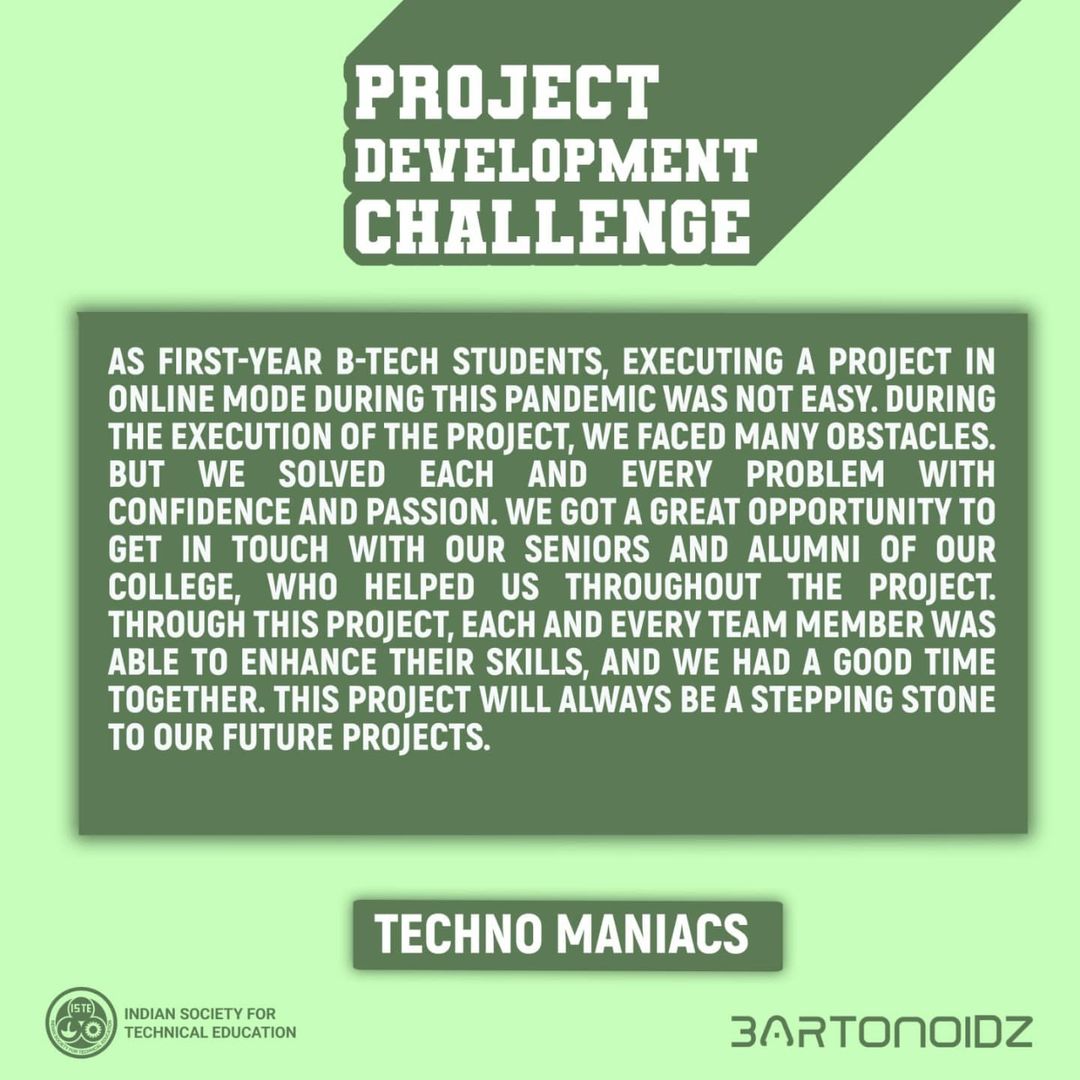 PROJECT
DEVELOPMENT
CHALLENGE
AS FIRST-YEAR B-TECH STUDENTS, EXECUTING A PROJECT IN
ONLINE MODE DURING THIS PANDEMIC WAS NOT EASY. DURING
THE EXECUTION OF THE PROJECT, WE FACED MANY OBSTACLES.
BUT WE SOLVED EACH AND EVERY PROBLEM WITH
CONFIDENCE AND PASSION. WE GOT A GREAT OPPORTUNITY TO
GET IN TOUCH WITH OUR SENIORS AND ALUMNI OF OUR
COLLEGE, WHO HELPED US THROUGHOUT THE PROJECT.
THROUGH THIS PROJECT, EACH AND EVERY TEAM MEMBER WAS
ABLE TO ENHANCE THEIR SKILLS, AND WE HAD A GOOD TIME
TOGETHER. THIS PROJECT WILL ALWAYS BE A STEPPING STONE
TO OUR FUTURE PROJECTS.
TECHNO MANIACS
ISTE
INDIAN SOCIETY FOR
TECHNICAL EDUCATION
BARTONOIDZ